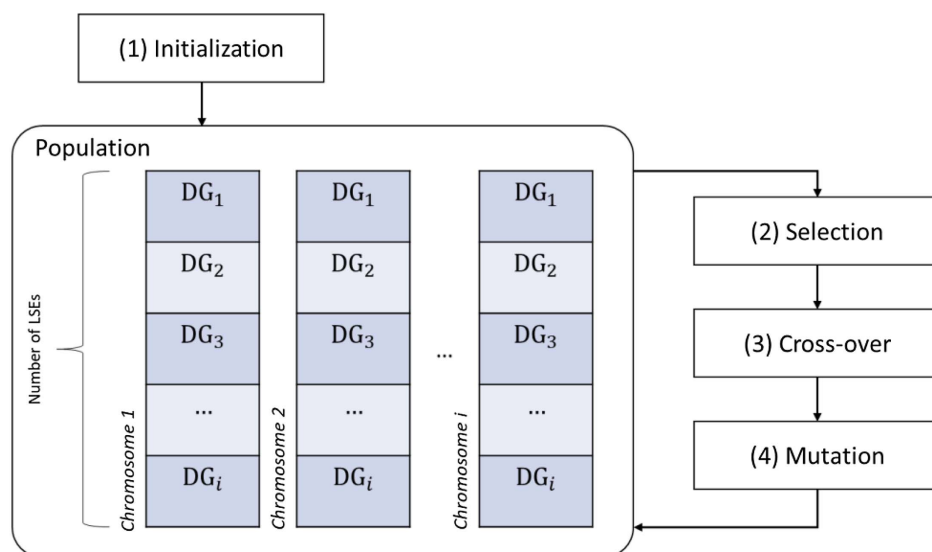 (1) Initialization
Population
Number of LSEs
Chromosome 1
DG₁
DG₂
DG₃
...
DGᵢ
Chromosome 2
DG₁
DG₂
DG₃
...
DGᵢ
...
Chromosome i
DG₁
DG₂
DG₃
...
DGᵢ
(2) Selection
(3) Cross-over
(4) Mutation